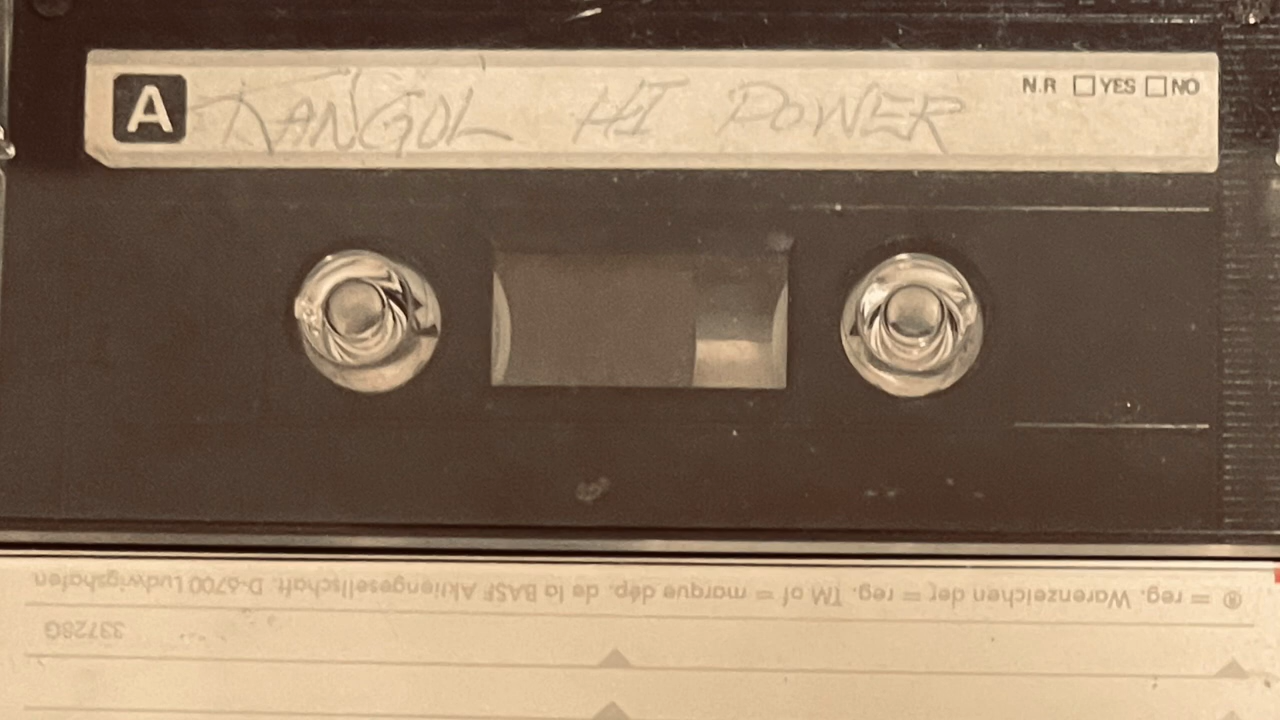 A KANGOL HI POWER N.R □ YES □ NO
® = reg. Warenzeichen der = reg. TM of = marque dép. de la BASF Aktiengesellschaft. D-6700 Ludwigshafen
33728G